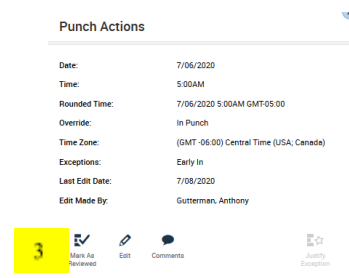 Punch Actions
Date: 7/06/2020
Time: 5:00AM
Rounded Time: 7/06/2020 5:00AM GMT-05:00
Override: In Punch
Time Zone: (GMT -06:00) Central Time (USA; Canada)
Exceptions: Early In
Last Edit Date: 7/08/2020
Edit Made By: Gutterman, Anthony
3
Mark As Reviewed
Edit
Comments
Justify Exception